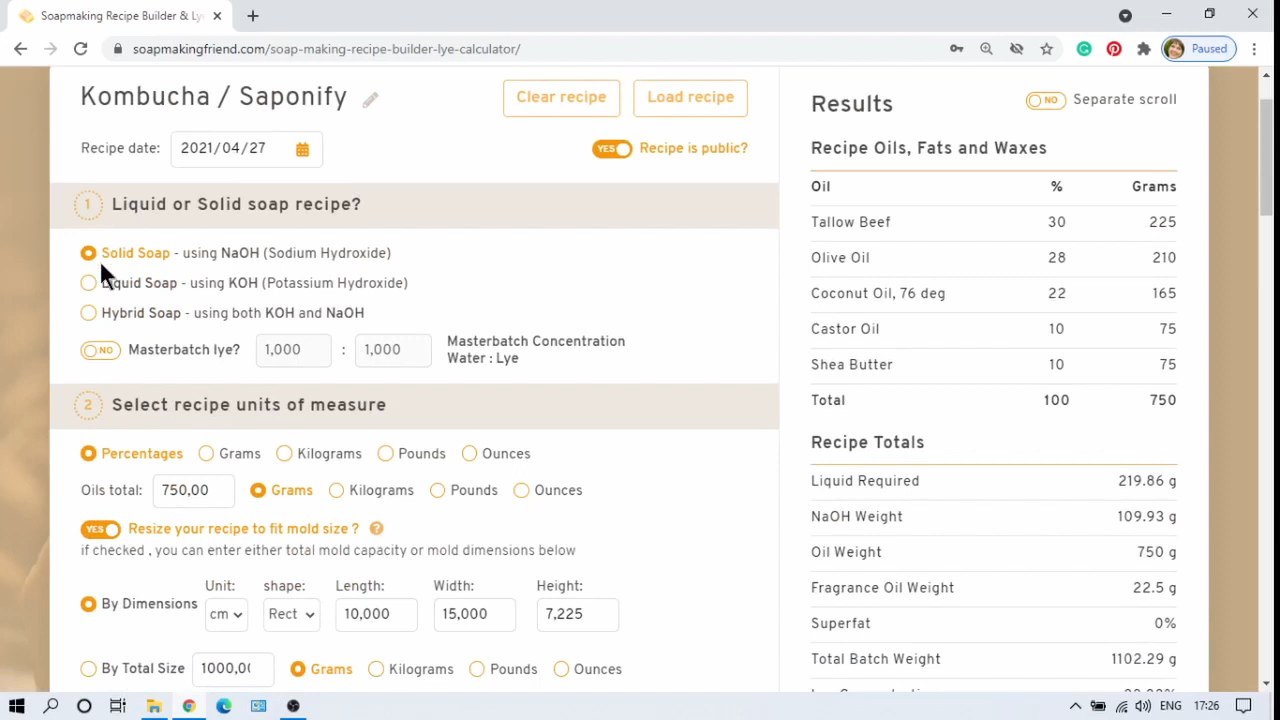 Soapmaking Recipe Builder & Ly
soapmakingfriend.com/soap-making-recipe-builder-lye-calculator/
Paused
Kombucha / Saponify
Clear recipe
Load recipe
Recipe date:
2021/04/27
YES
Recipe is public?
1
Liquid or Solid soap recipe?
Solid Soap - using NaOH (Sodium Hydroxide)
Liquid Soap - using KOH (Potassium Hydroxide)
Hybrid Soap - using both KOH and NaOH
NO
Masterbatch lye?
1,000 : 1,000
Masterbatch Concentration
Water : Lye
2
Select recipe units of measure
Percentages Grams Kilograms Pounds Ounces
Oils total: 750,00 Grams Kilograms Pounds Ounces
YES
Resize your recipe to fit mold size ? ?
if checked , you can enter either total mold capacity or mold dimensions below
Unit: shape: Length: Width: Height:
By Dimensions cm Rect 10,000 15,000 7,225
By Total Size 1000,0 Grams Kilograms Pounds Ounces
Results
NO
Separate scroll
Recipe Oils, Fats and Waxes
Oil % Grams
Tallow Beef 30 225
Olive Oil 28 210
Coconut Oil, 76 deg 22 165
Castor Oil 10 75
Shea Butter 10 75
Total 100 750
Recipe Totals
Liquid Required 219.86 g
NaOH Weight 109.93 g
Oil Weight 750 g
Fragrance Oil Weight 22.5 g
Superfat 0%
Total Batch Weight 1102.29 g
ENG 17:26